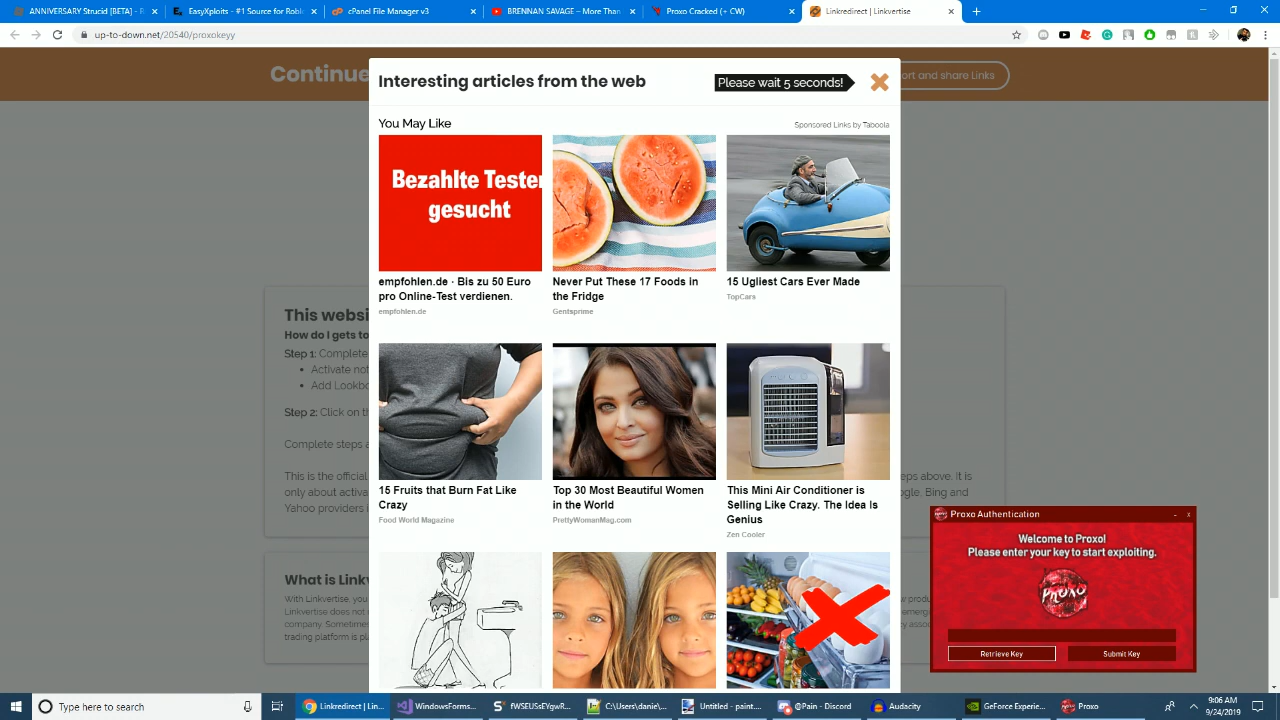 ANNIVERSARY Strucid [BETA] - B
EasyXploits - #1 Source for Robl
cPanel File Manager v3
BRENNAN SAVAGE – More Than
Proxo Cracked (+ CW)
Linkredirect | Linkvertise
up-to-down.net/20540/proxokeyy
Continue
Interesting articles from the web
Please wait 5 seconds!
ort and share Links
You May Like
Sponsored Links by Taboola
Bezahlte Tester
gesucht
empfohlen.de · Bis zu 50 Euro
pro Online-Test verdienen.
empfohlen.de
Never Put These 17 Foods in
the Fridge
Gentsprime
15 Ugliest Cars Ever Made
TopCars
This websi
How do I gets to
Step 1: Complete
Activate not
Add Lookbo
Step 2: Click on th
Complete steps a
This is the official
only about activa
Yahoo providers i
eps above. It is
ogle, Bing and
15 Fruits that Burn Fat Like
Crazy
Food World Magazine
Top 30 Most Beautiful Women
in the World
PrettyWomanMag.com
This Mini Air Conditioner is
Selling Like Crazy. The Idea Is
Genius
Zen Cooler
What is Linkv
With Linkvertise, you
Linkvertise does not
company. Sometimes
trading platform is pla
Proxo Authentication
Welcome to Proxo!
Please enter your key to start exploiting.
PROXO
Retrieve Key
Submit Key
Type here to search
Linkredirect | Lin...
WindowsForms...
fWSEUSsEYgwR...
C:\Users\danie\...
Untitled - paint....
@Pain - Discord
Audacity
GeForce Experie...
Proxo
9:06 AM
9/24/2019